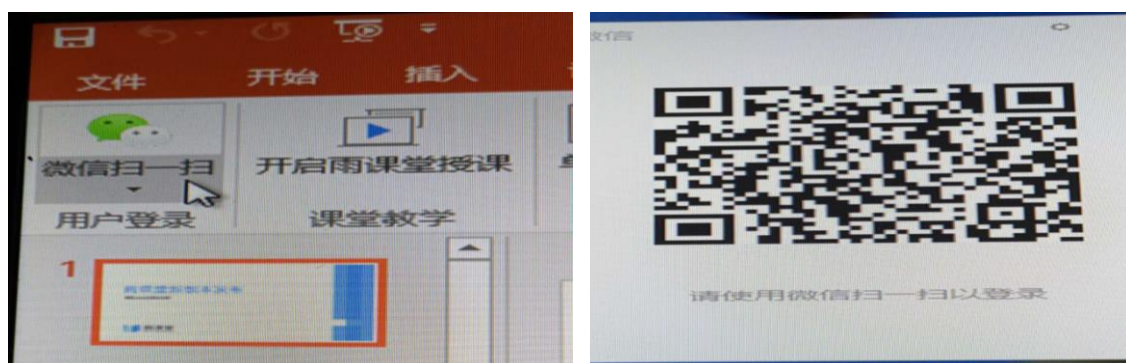 文件 开始 插入
微信扫一扫 开启雨课堂授课
用户登录 课堂教学
1
微信
请使用微信扫一扫以登录